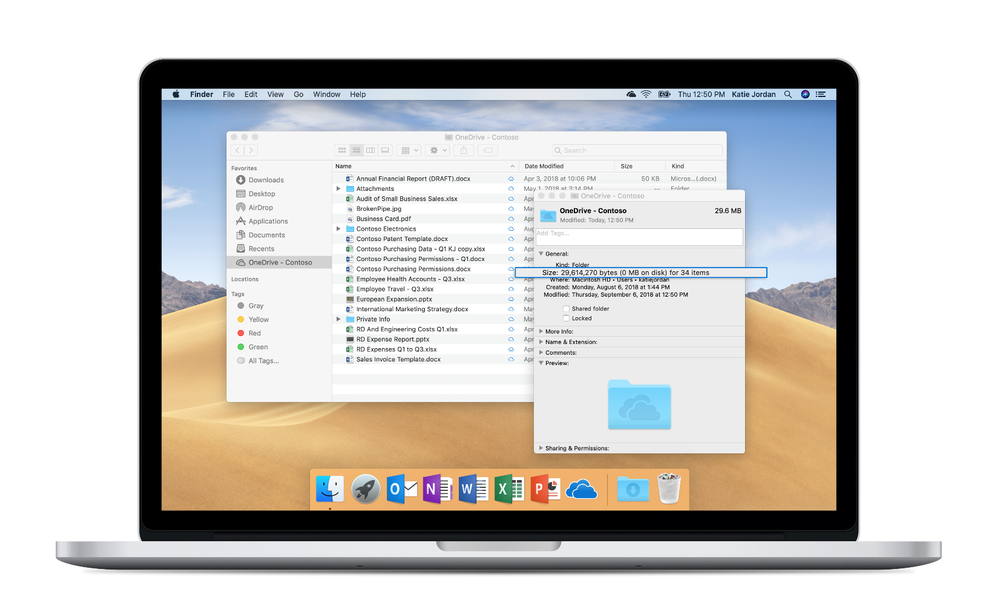 Finder File Edit View Go Window Help
Thu 12:50 PM Katie Jordan
OneDrive - Contoso
Search
Favorites
Downloads
Desktop
AirDrop
Applications
Documents
Recents
OneDrive - Contoso
Locations
Tags
Gray
Yellow
Red
Green
All Tags...
Name Date Modified Size Kind
Annual Financial Report (DRAFT).docx Apr 3, 2018 at 10:06 PM 50 KB Micros...(.docx)
Attachments May 1, 2018 at 3:14 PM -- Folder
Audit of Small Business Sales.xlsx Apr
BrokenPipe.jpg Apr
Business Card.pdf Apr
Contoso Electronics
Contoso Patent Template.docx Apr
Contoso Purchasing Data - Q1 KJ copy.xlsx Apr
Contoso Purchasing Permissions - Q1.docx Apr
Contoso Purchasing Permissions.docx
Employee Health Accounts - Q3.xlsx Apr
Employee Travel - Q3.xlsx Apr
European Expansion.pptx Apr
International Marketing Strategy.docx Apr
Private Info Apr
RD And Engineering Costs Q1.xlsx Apr
RD Expense Report.pptx Apr
RD Expenses Q1 to Q3.xlsx Apr
Sales Invoice Template.docx Apr
OneDrive - Contoso
OneDrive - Contoso 29.6 MB
Modified: Today, 12:50 PM
Add Tags...
General:
Kind: Folder
Size: 29,614,270 bytes (0 MB on disk) for 34 items
Where: Macintosh HD • Users • katiejordan
Created: Monday, August 6, 2018 at 1:44 PM
Modified: Thursday, September 6, 2018 at 12:50 PM
Shared folder
Locked
More Info:
Name & Extension:
Comments:
Preview:
Sharing & Permissions:
O N W X P